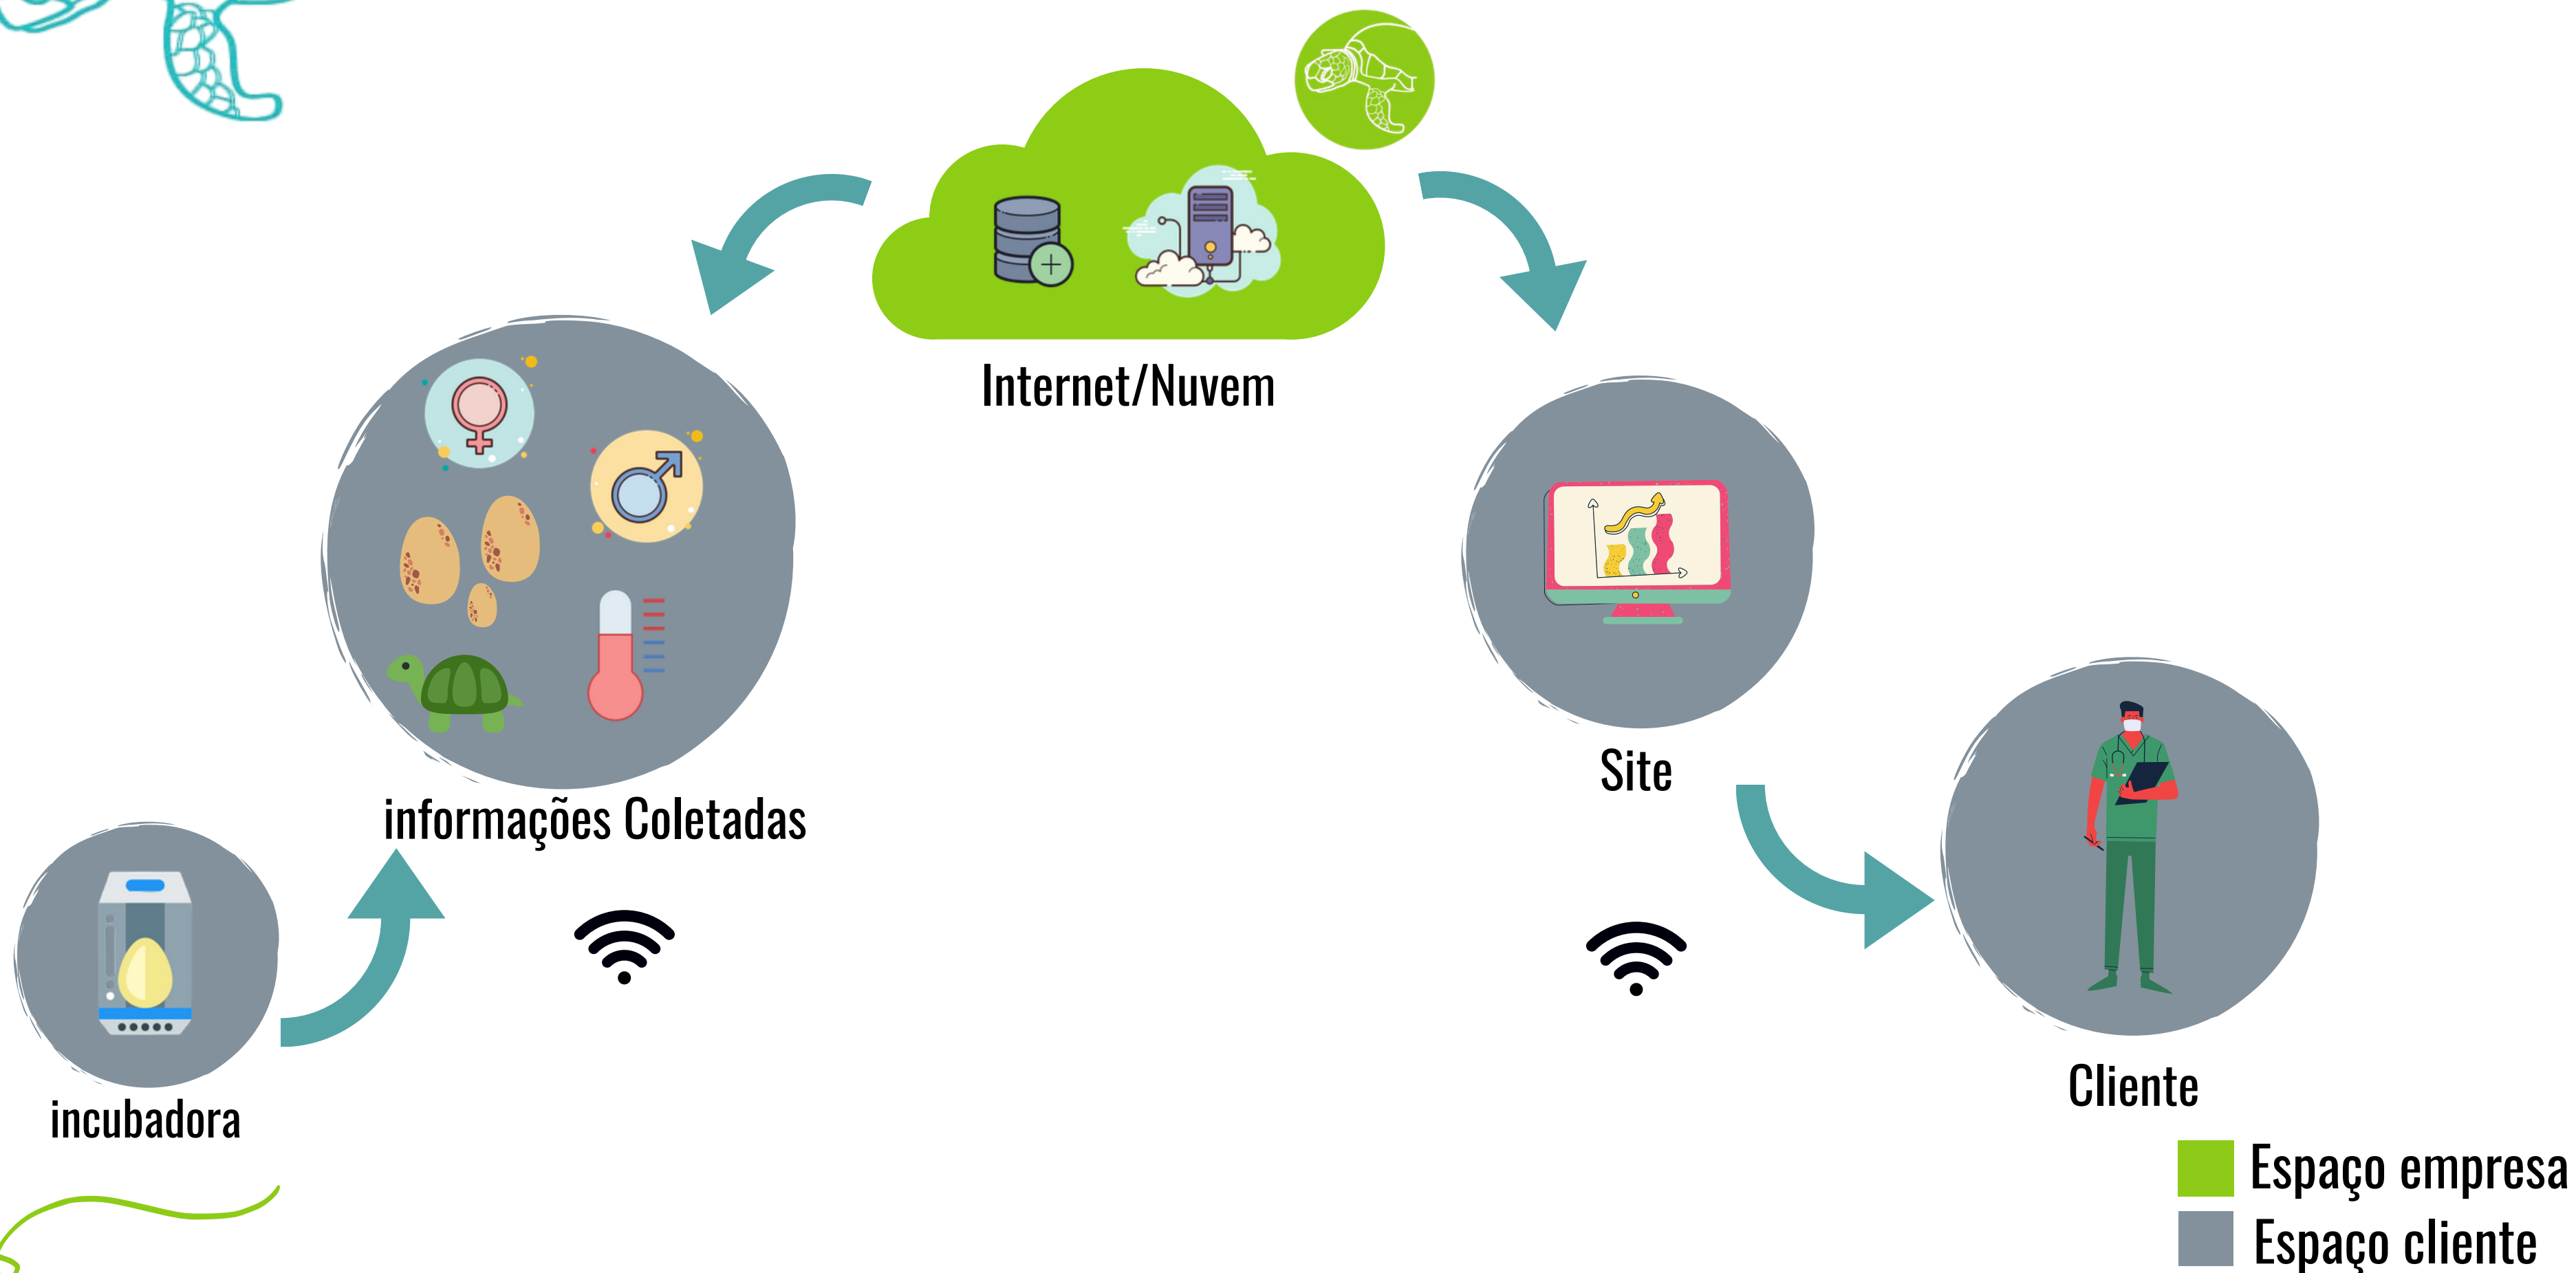 Internet/Nuvem
informações Coletadas
Site
incubadora
Cliente
Espaço empresa
Espaço cliente